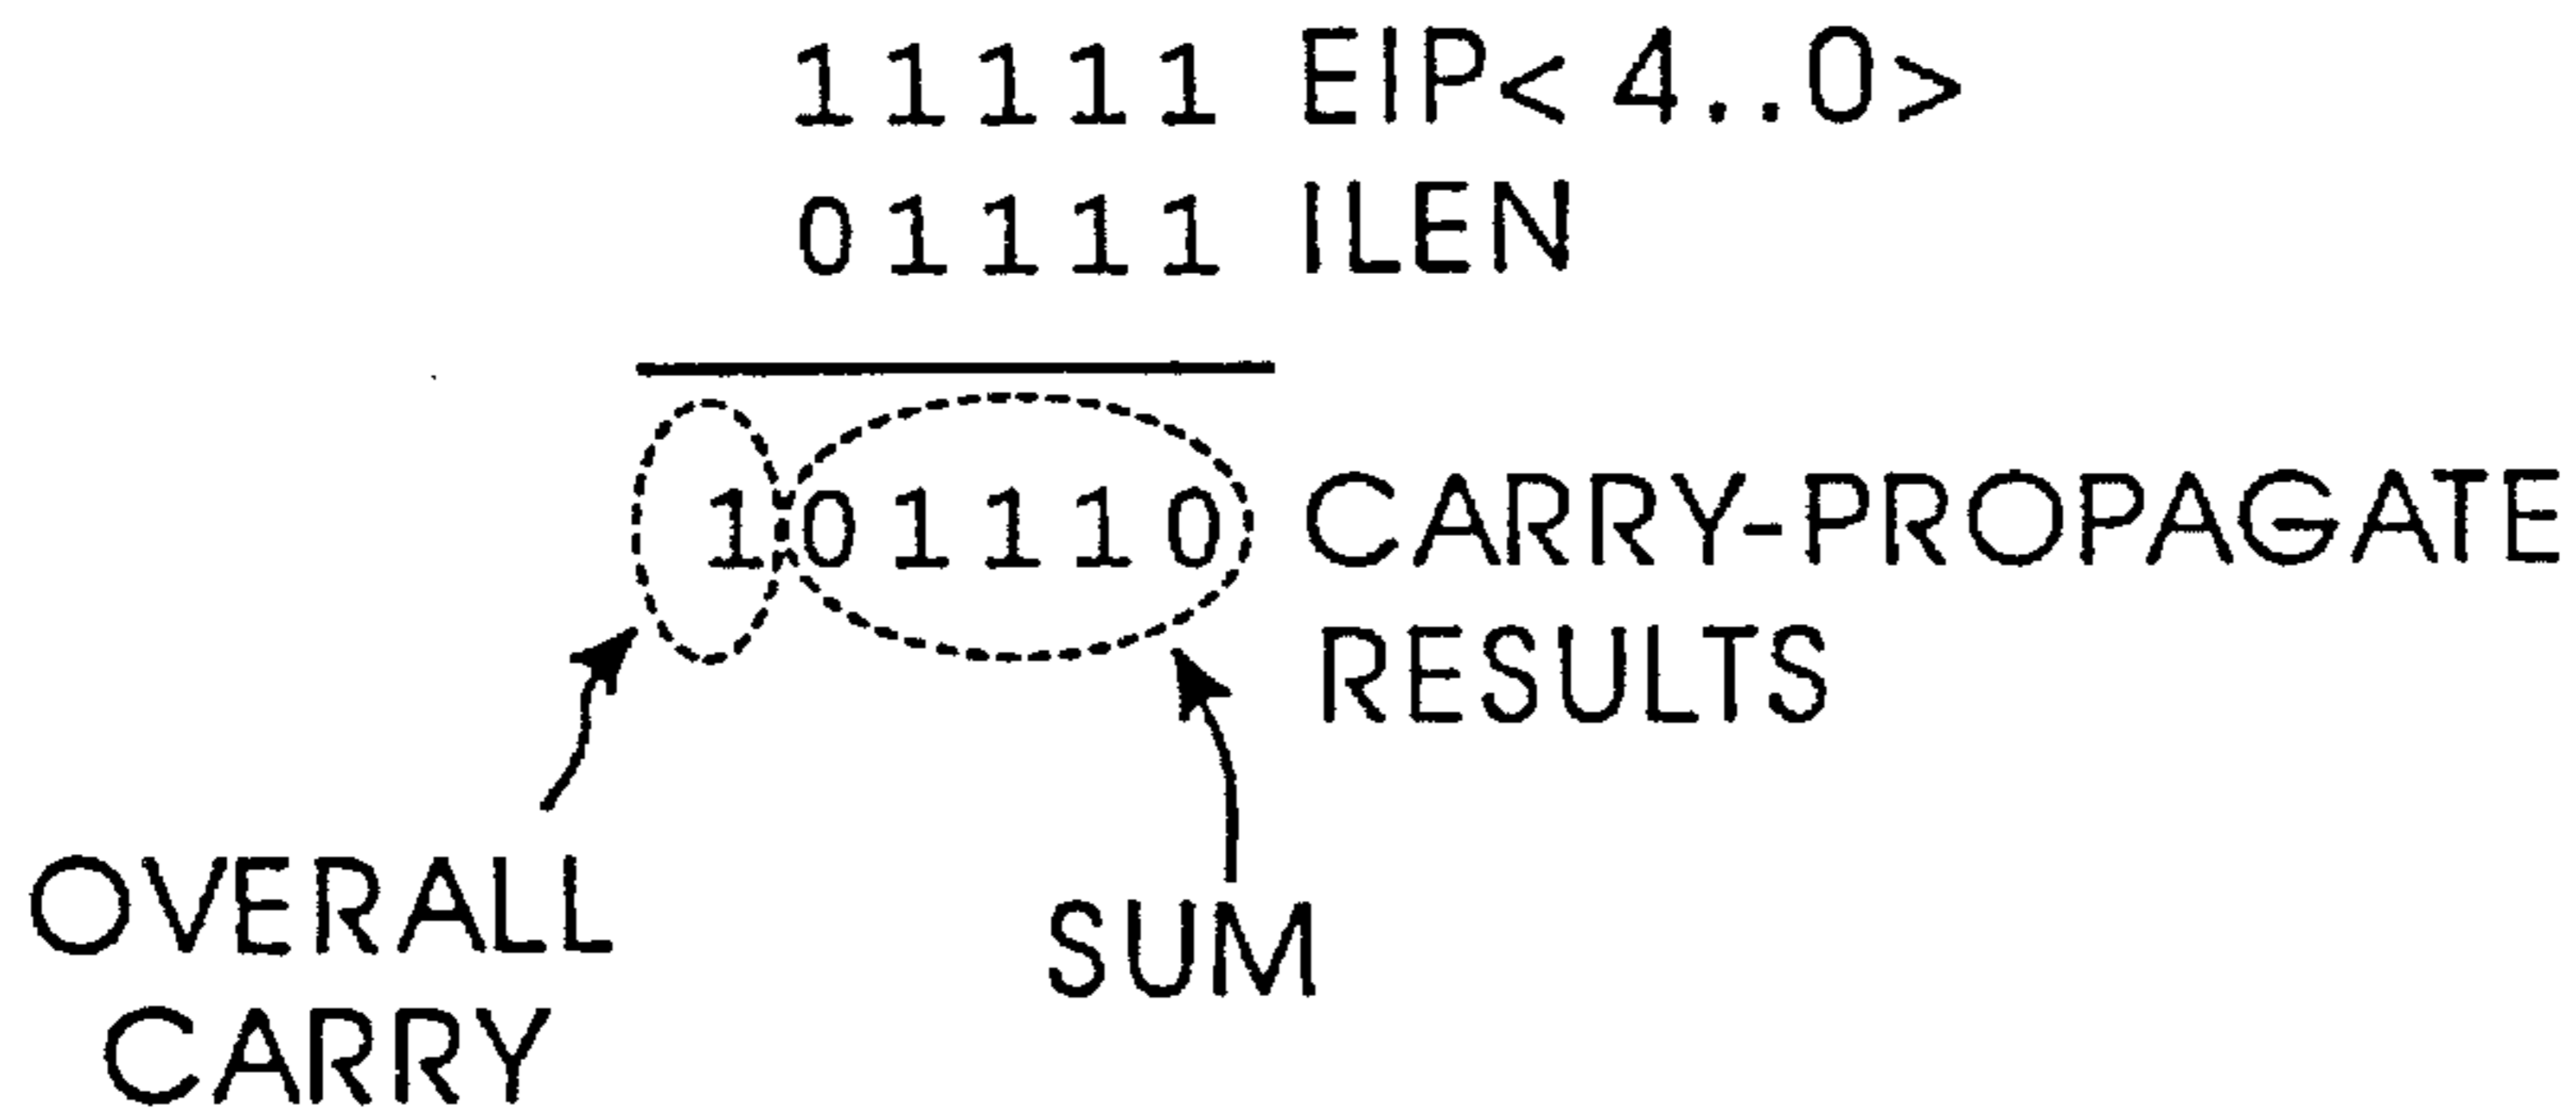 11111 EIP< 4..0>
01111 ILEN
101110 CARRY-PROPAGATE
RESULTS
OVERALL
CARRY
SUM